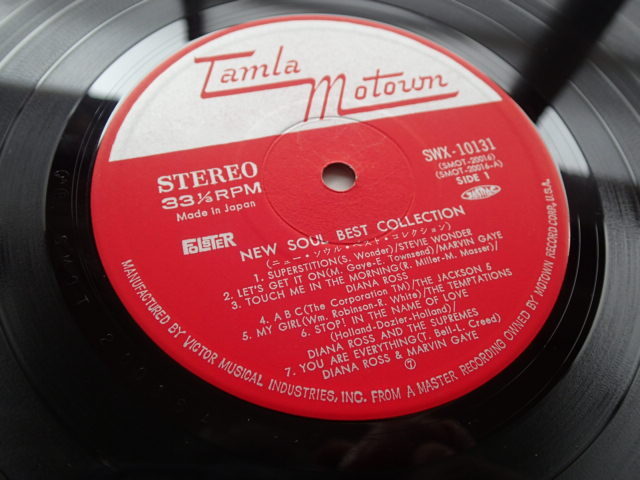 Tamla Motown
STEREO
33 1/3 RPM
Made in Japan
SWX-10131
(SMOT-20016)
(SMOT-20016-A)
SIDE 1
NEW SOUL BEST COLLECTION
(ニュー・ソウル・ベスト・コレクション)
1. SUPERSTITION(S. Wonder)/STEVIE WONDER
2. LET'S GET IT ON(M. Gaye-E. Townsend)/MARVIN GAYE
3. TOUCH ME IN THE MORNING(R. Miller-M. Masser)/
DIANA ROSS
4. A B C(The Corporation TM)/THE JACKSON 5
5. MY GIRL(Wm. Robinson-R. White)/THE TEMPTATIONS
6. STOP! IN THE NAME OF LOVE
(Holland-Dozier-Holland)/
DIANA ROSS AND THE SUPREMES
7. YOU ARE EVERYTHING(T. Bell-L. Creed)
DIANA ROSS & MARVIN GAYE
7
MANUFACTURED BY VICTOR MUSICAL INDUSTRIES, INC. FROM A MASTER RECORDING OWNED BY MOTOWN RECORD CORP., U.S.A.